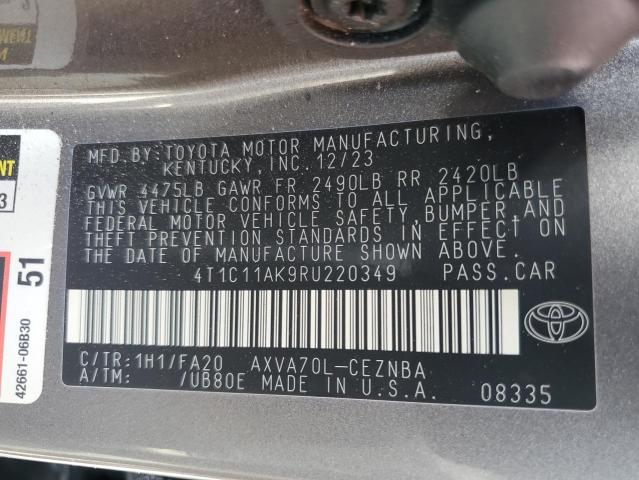 MFD.BY:TOYOTA MOTOR MANUFACTURING,
KENTUCKY,INC.12/23
GVWR 4475LB GAWR FR 2490LB RR 2420LB
THIS VEHICLE CONFORMS TO ALL APPLICABLE
FEDERAL MOTOR VEHICLE SAFETY,BUMPER,AND
THEFT PREVENTION STANDARDS IN EFFECT ON
THE DATE OF MANUFACTURE SHOWN ABOVE.
4T1C11AK9RU220349 PASS.CAR
C/TR:1H1/FA20 AXVA70L-CEZNBA
A/TM: /UB80E MADE IN U.S.A. 08335
51
42661-06B30